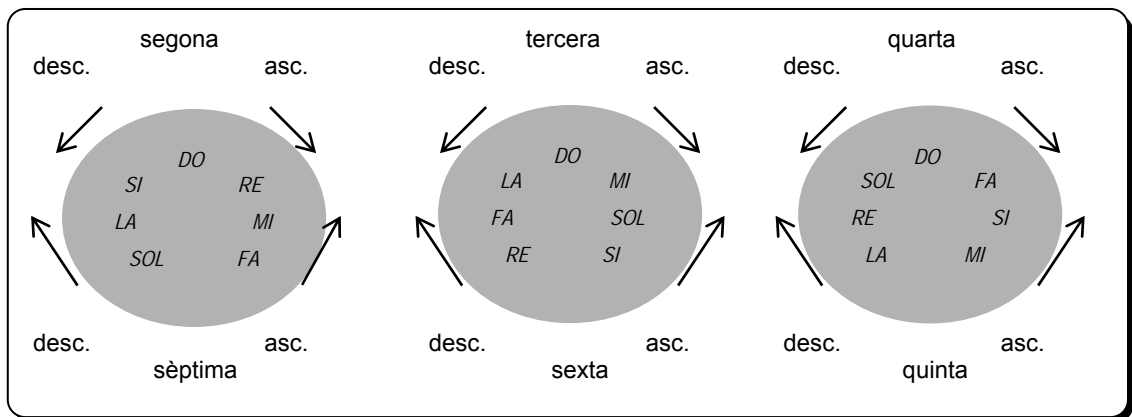 segona
desc. asc.
DO
SI RE
LA MI
SOL FA
desc. asc.
sèptima
tercera
desc. asc.
DO
LA MI
FA SOL
RE SI
desc. asc.
sexta
quarta
desc. asc.
DO
SOL FA
RE SI
LA MI
desc. asc.
quinta